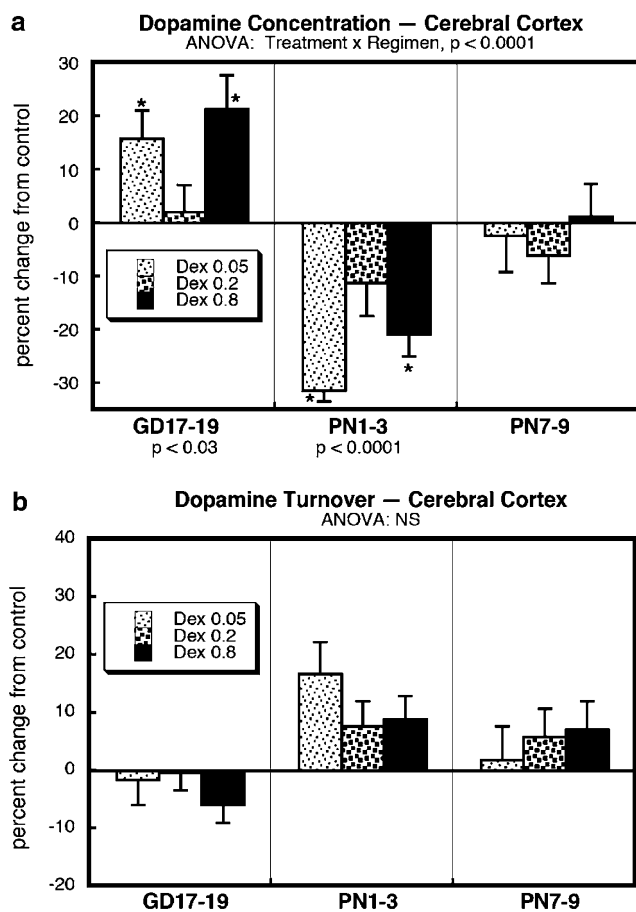 a
Dopamine Concentration — Cerebral Cortex
ANOVA: Treatment x Regimen, p < 0.0001
percent change from control
30
20
10
0
-10
-20
-30
*
*
*
*
Dex 0.05
Dex 0.2
Dex 0.8
GD17-19
PN1-3
PN7-9
p < 0.03
p < 0.0001
b
Dopamine Turnover — Cerebral Cortex
ANOVA: NS
percent change from control
40
30
20
10
0
-10
-20
Dex 0.05
Dex 0.2
Dex 0.8
GD17-19
PN1-3
PN7-9